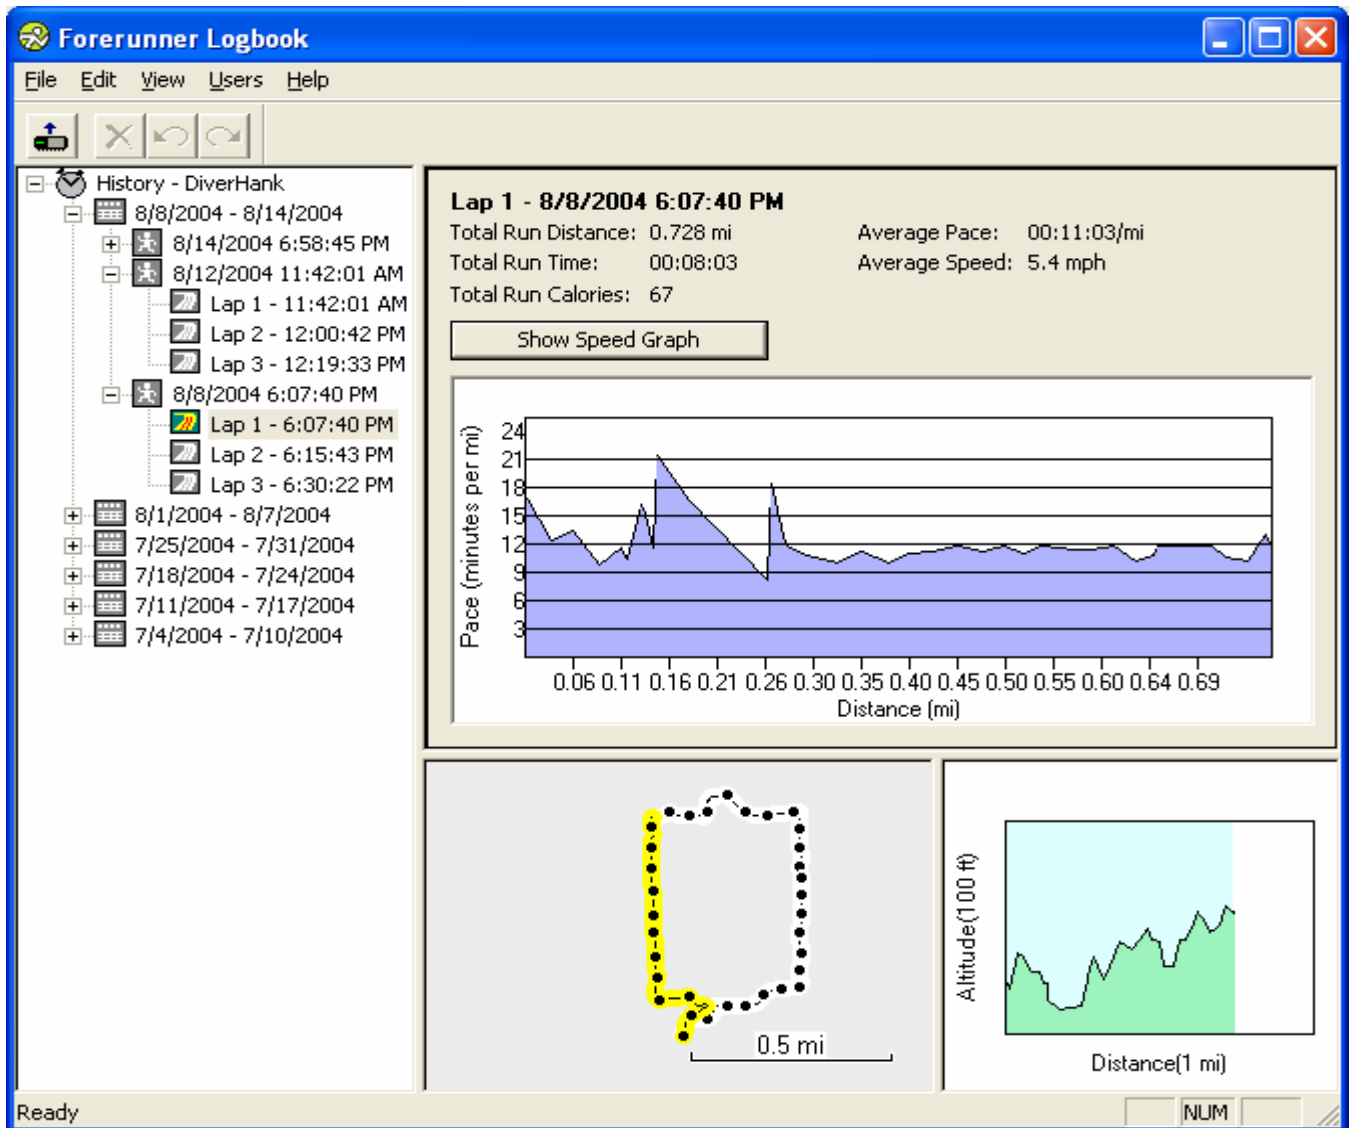 Forerunner Logbook
File Edit View Users Help
History - DiverHank
8/8/2004 - 8/14/2004
8/14/2004 6:58:45 PM
8/12/2004 11:42:01 AM
Lap 1 - 11:42:01 AM
Lap 2 - 12:00:42 PM
Lap 3 - 12:19:33 PM
8/8/2004 6:07:40 PM
Lap 1 - 6:07:40 PM
Lap 2 - 6:15:43 PM
Lap 3 - 6:30:22 PM
8/1/2004 - 8/7/2004
7/25/2004 - 7/31/2004
7/18/2004 - 7/24/2004
7/11/2004 - 7/17/2004
7/4/2004 - 7/10/2004
Lap 1 - 8/8/2004 6:07:40 PM
Total Run Distance: 0.728 mi Average Pace: 00:11:03/mi
Total Run Time: 00:08:03 Average Speed: 5.4 mph
Total Run Calories: 67
Show Speed Graph
Pace (minutes per mi)
24
21
18
15
12
9
6
3
0.06 0.11 0.16 0.21 0.26 0.30 0.35 0.40 0.45 0.50 0.55 0.60 0.64 0.69
Distance (mi)
0.5 mi
Altitude(100 ft)
Distance(1 mi)
Ready NUM